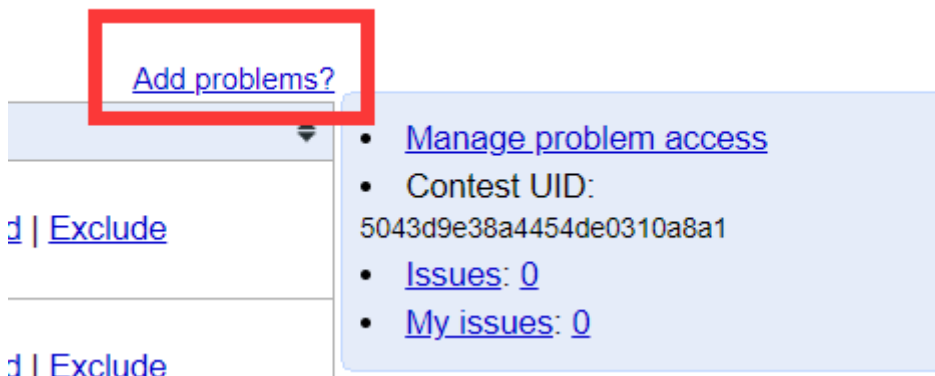 Add problems?
Manage problem access
Contest UID:
5043d9e38a4454de0310a8a1
d | Exclude
Issues: 0
My issues: 0
d | Exclude